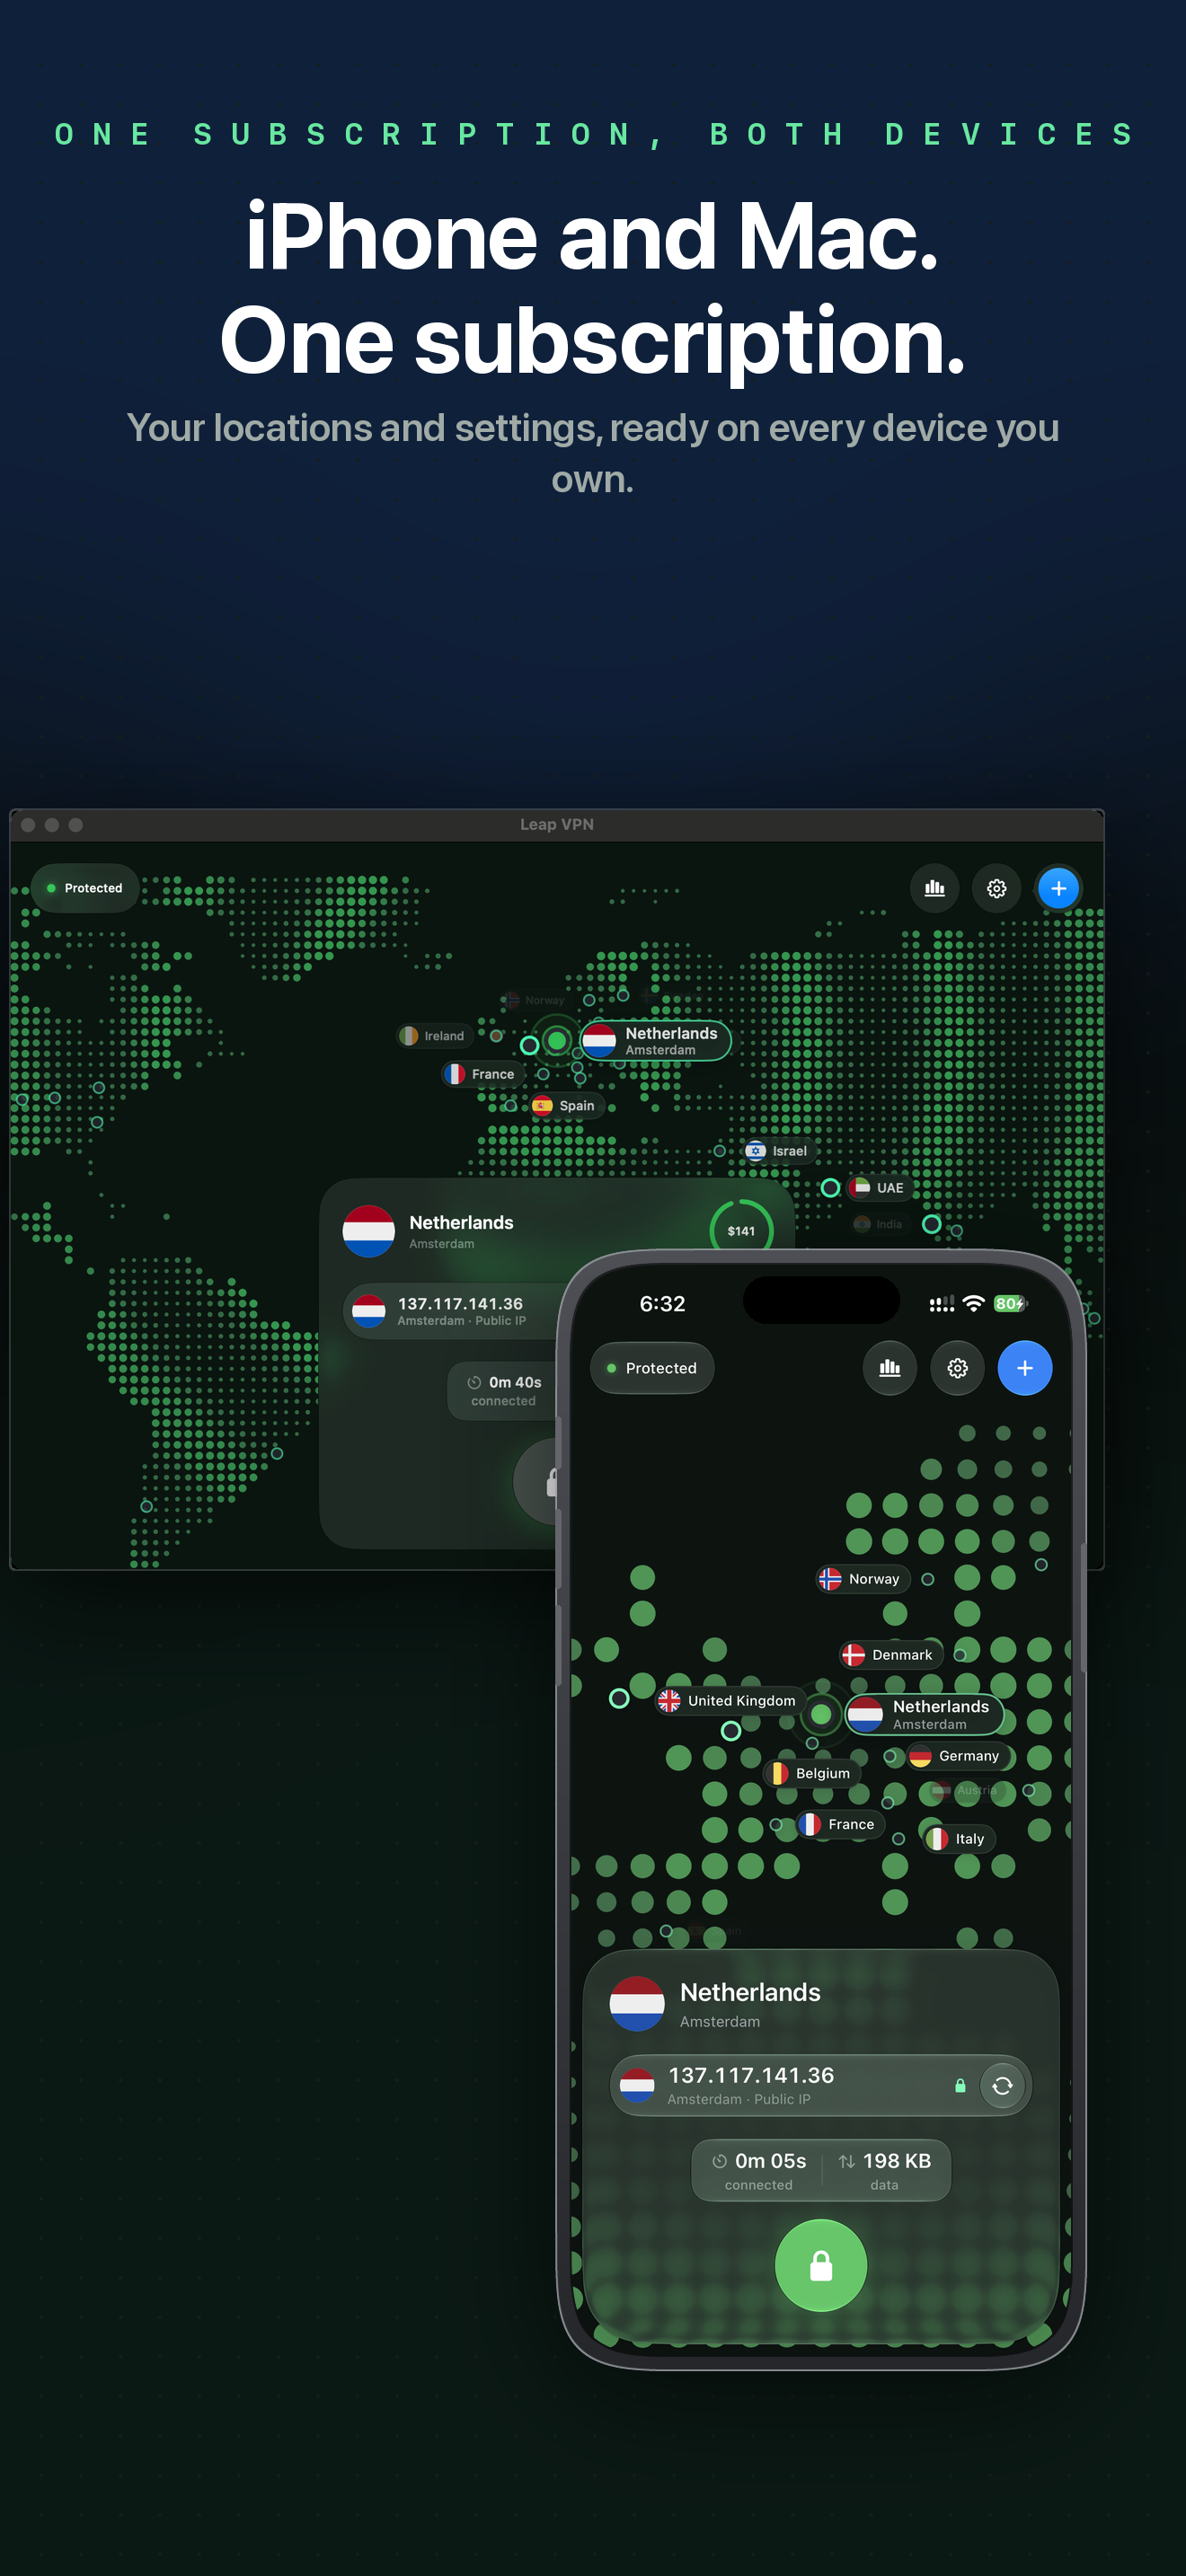 ONE SUBSCRIPTION, BOTH DEVICES
iPhone and Mac.
One subscription.
Your locations and settings, ready on every device you
own.
Leap VPN
Protected
Norway
Ireland
Netherlands
Amsterdam
France
Spain
Israel
UAE
India
Netherlands
Amsterdam
$141
137.117.141.36
Amsterdam · Public IP
0m 40s
connected
6:32
80
Protected
Norway
Denmark
United Kingdom
Netherlands
Amsterdam
Germany
Belgium
Austria
France
Italy
Netherlands
Amsterdam
137.117.141.36
Amsterdam · Public IP
0m 05s
198 KB
connected
data